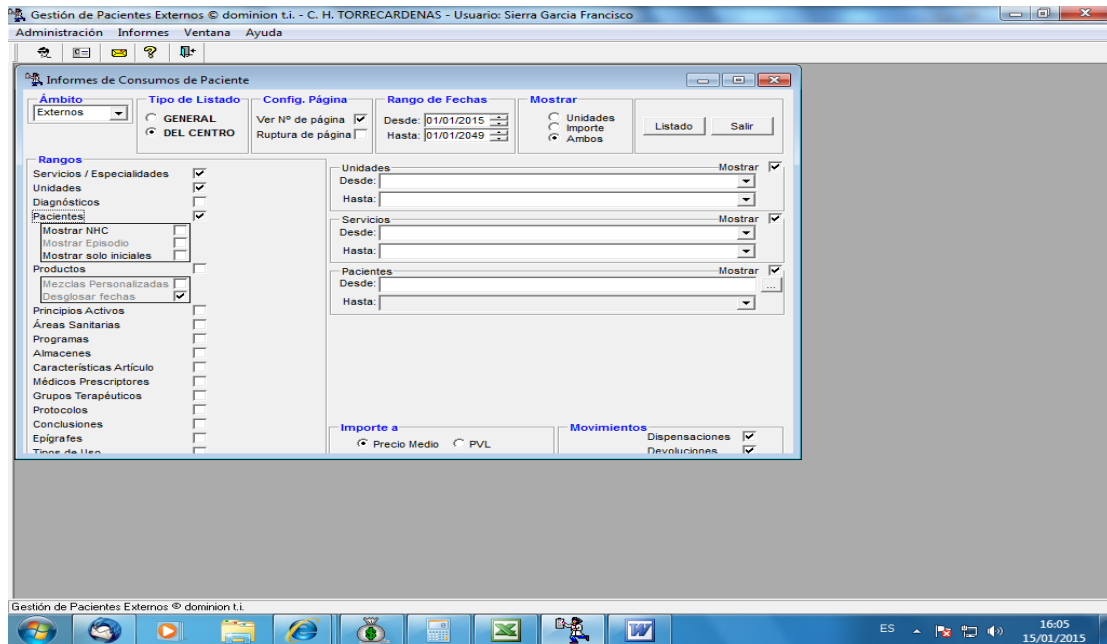 Gestión de Pacientes Externos © dominion t.i. - C. H. TORRECARDENAS - Usuario: Sierra Garcia Francisco
Administración Informes Ventana Ayuda
Informes de Consumos de Paciente
Ámbito Tipo de Listado Config. Página Rango de Fechas Mostrar
Externos GENERAL Ver Nº de página Desde: 01/01/2015 Unidades
Importe Listado Salir
DEL CENTRO Ruptura de página Hasta: 01/01/2049 Ambos
Rangos
Servicios / Especialidades
Unidades
Diagnósticos
Pacientes
Mostrar NHC
Mostrar Episodio
Mostrar solo iniciales
Productos
Mezclas Personalizadas
Desglosar fechas
Principios Activos
Áreas Sanitarias
Programas
Almacenes
Características Artículo
Médicos Prescriptores
Grupos Terapéuticos
Protocolos
Conclusiones
Epígrafes
Tipos de Uso
Unidades Mostrar
Desde:
Hasta:
Servicios Mostrar
Desde:
Hasta:
Pacientes Mostrar
Desde: ...
Hasta:
Importe a
Precio Medio PVL
Movimientos
Dispensaciones
Devoluciones
Gestión de Pacientes Externos © dominion t.i.
ES 16:05
15/01/2015